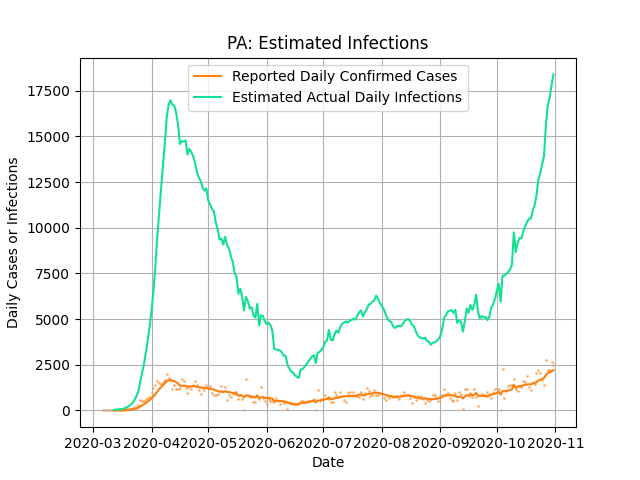 PA: Estimated Infections
Reported Daily Confirmed Cases
Estimated Actual Daily Infections
Daily Cases or Infections
17500
15000
12500
10000
7500
5000
2500
0
2020-03 2020-04 2020-05 2020-06 2020-07 2020-08 2020-09 2020-10 2020-11
Date